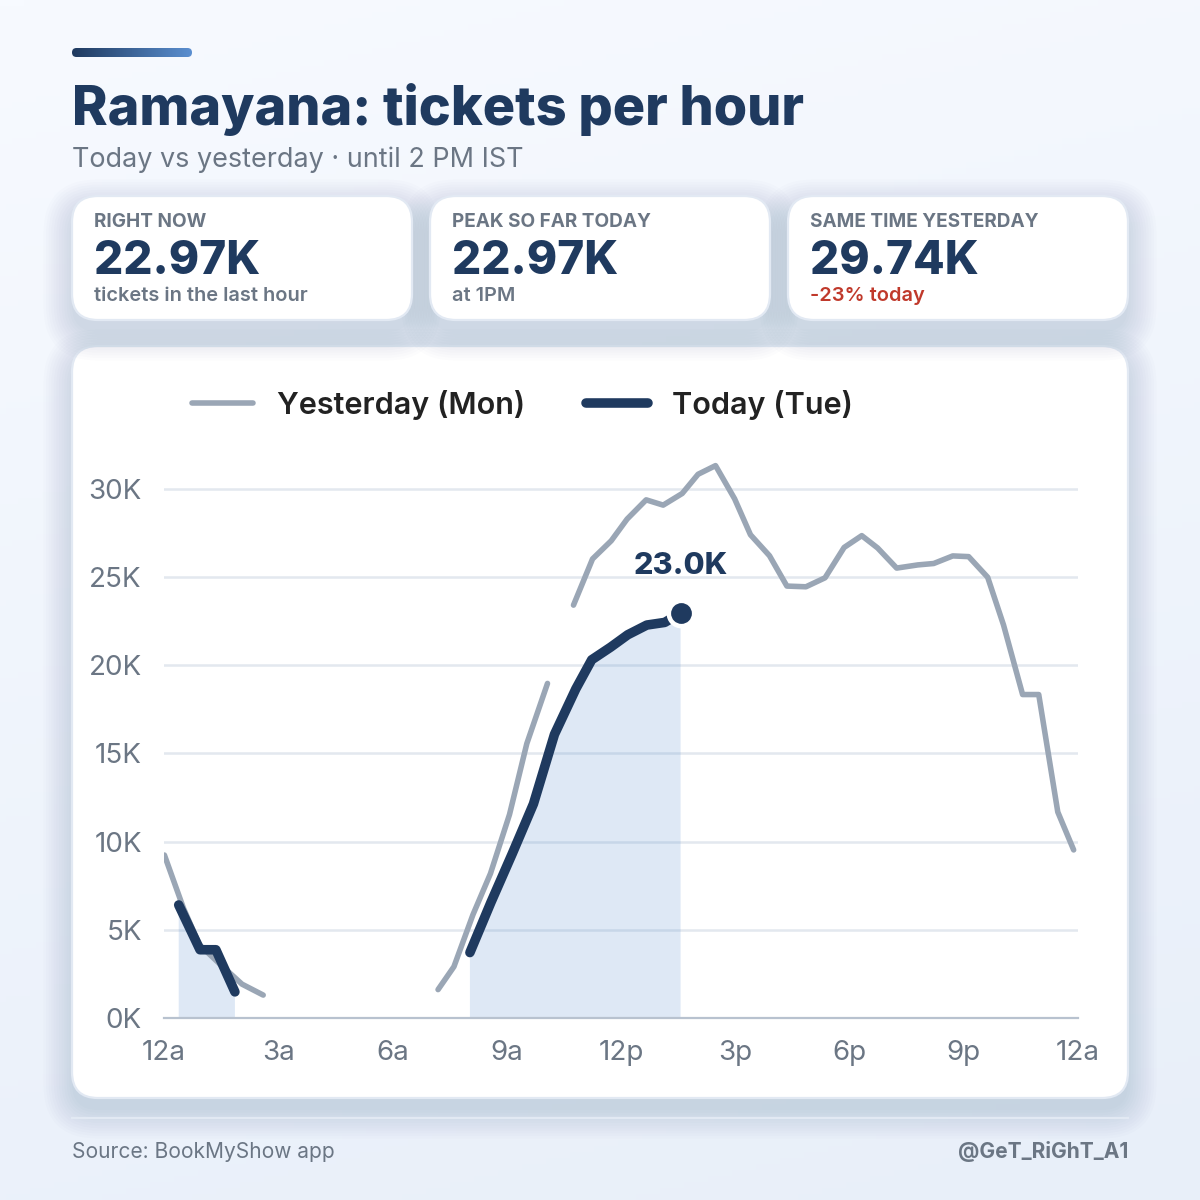 Ramayana: tickets per hour
Today vs yesterday · until 2 PM IST
RIGHT NOW
22.97K
tickets in the last hour
PEAK SO FAR TODAY
22.97K
at 1PM
SAME TIME YESTERDAY
29.74K
-23% today
Yesterday (Mon)
Today (Tue)
30K
25K
20K
15K
10K
5K
0K
23.0K
12a
3a
6a
9a
12p
3p
6p
9p
12a
Source: BookMyShow app
@GeT_RiGhT_A1